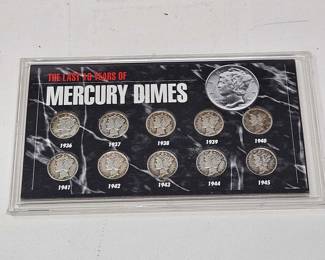 THE LAST 10 YEARS OF
MERCURY DIMES
1936 1937 1938 1939 1940
1941 1942 1943 1944 1945